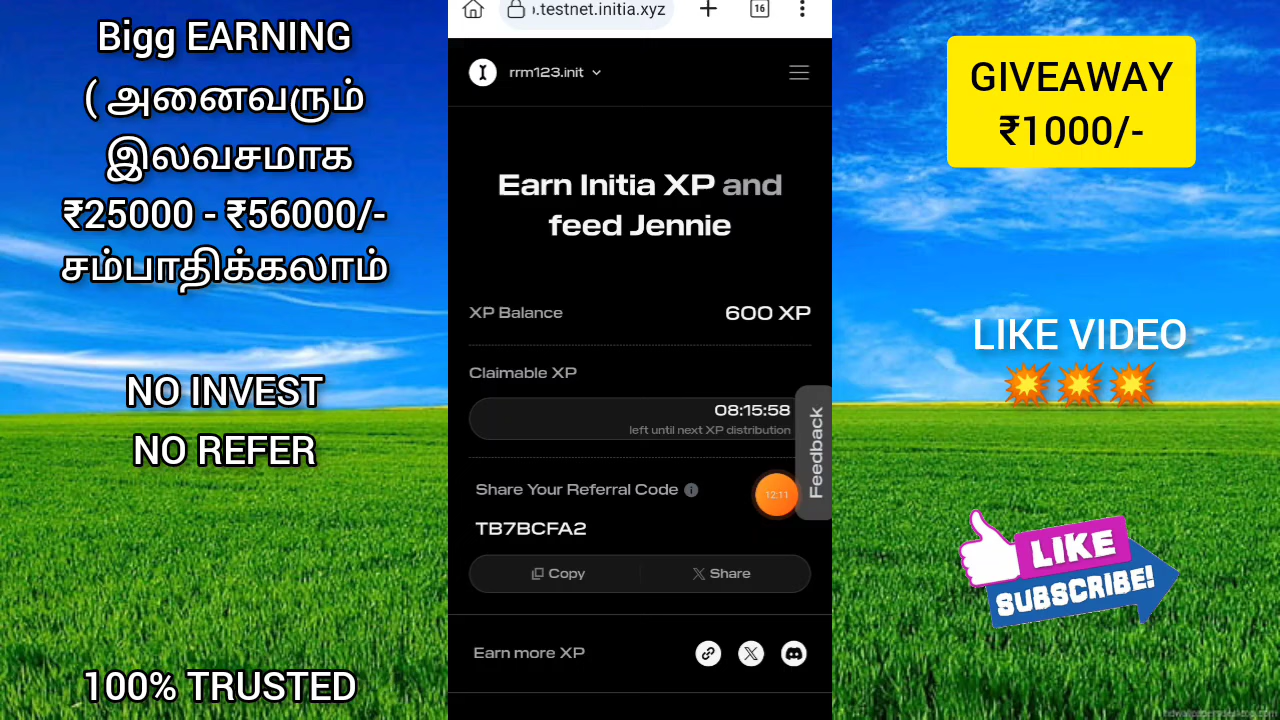 Bigg EARNING
( அனைவரும்
இலவசமாக
₹25000 - ₹56000/-
சம்பாதிக்கலாம்
NO INVEST
NO REFER
100% TRUSTED
.testnet.initia.xyz
16
rrm123.init
Earn Initia XP and
feed Jennie
XP Balance
600 XP
Claimable XP
08:15:58
left until next XP distribution
Feedback
Share Your Referral Code
12:11
TB7BCFA2
Copy
Share
Earn more XP
GIVEAWAY
₹1000/-
LIKE VIDEO
LIKE
SUBSCRIBE!